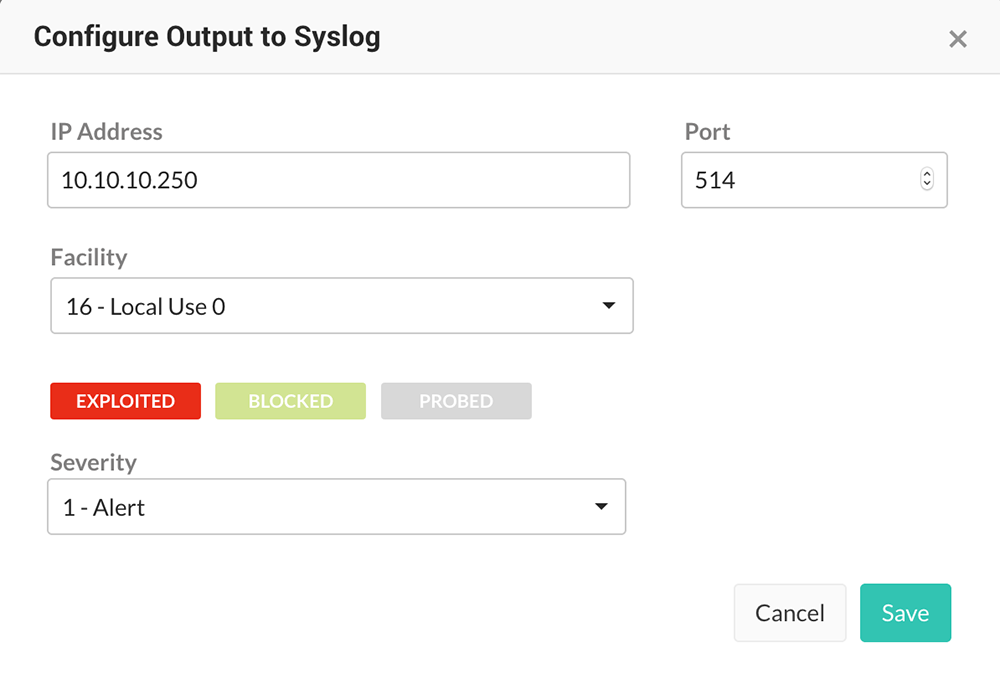 Configure Output to Syslog
IP Address
Port
10.10.10.250
514
Facility
16 - Local Use 0
EXPLOITED
BLOCKED
PROBED
Severity
1 - Alert
Cancel
Save